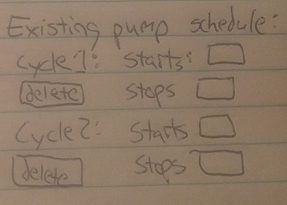 Existing pump schedule:
Cycle 1: Starts:
delete Stops
Cycle 2: Starts
delete Stops